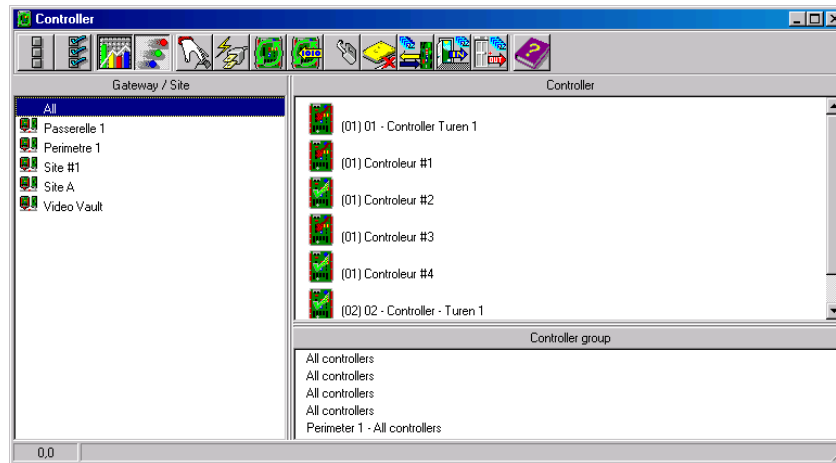 Controller
OUT
Gateway / Site
Controller
All
Passerelle 1
Perimetre 1
Site #1
Site A
Video Vault
(01) 01 - Controller Turen 1
(01) Controleur #1
(01) Controleur #2
(01) Controleur #3
(01) Controleur #4
(02) 02 - Controller - Turen 1
Controller group
All controllers
All controllers
All controllers
All controllers
Perimeter 1 - All controllers
0,0